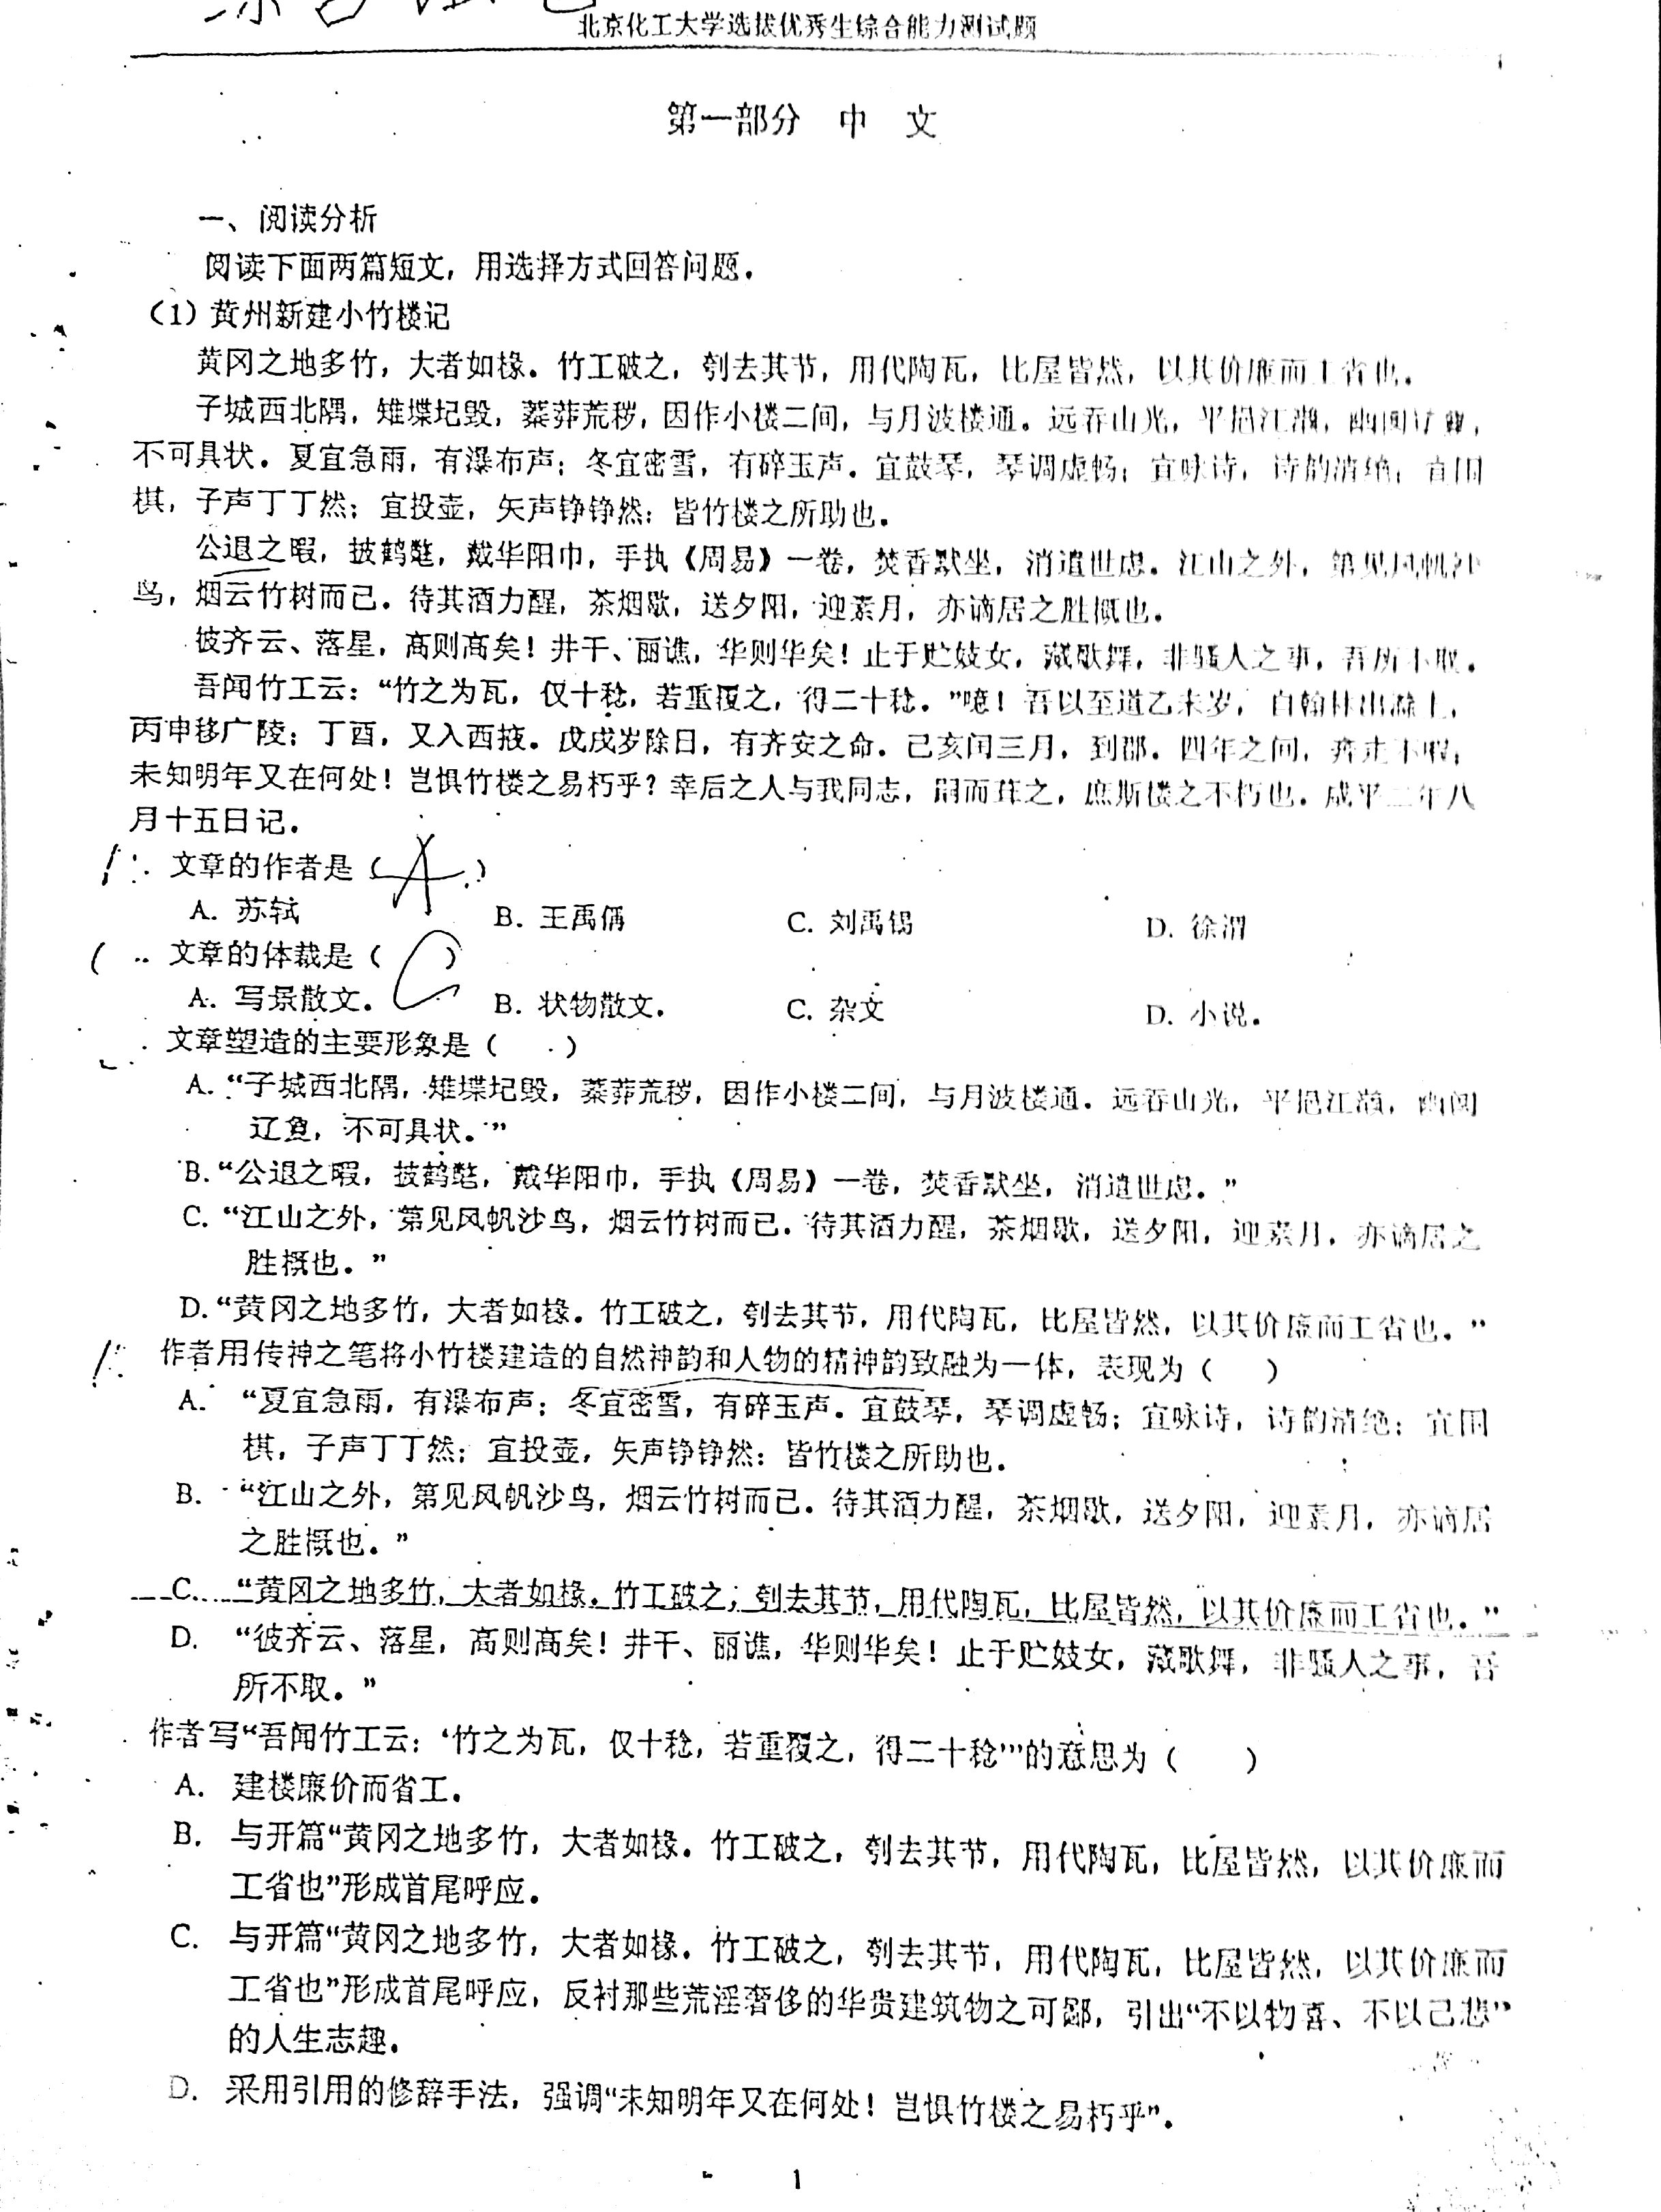 北京化工大学选拔优秀生综合能力测试题
第一部分 中 文
一、阅读分析
阅读下面两篇短文，用选择方式回答问题。
（1）黄州新建小竹楼记
黄冈之地多竹，大者如椽。竹工破之，刳去其节，用代陶瓦，比屋皆然，以其价廉而工省也。
子城西北隅，雉堞圮毁，蓁莽荒秽，因作小楼二间，与月波楼通。远吞山光，平挹江濑，幽阒辽夐，
不可具状。夏宜急雨，有瀑布声；冬宜密雪，有碎玉声。宜鼓琴，琴调虚畅；宜咏诗，诗韵清绝；宜围
棋，子声丁丁然；宜投壶，矢声铮铮然：皆竹楼之所助也。
公退之暇，披鹤氅，戴华阳巾，手执《周易》一卷，焚香默坐，消遣世虑。江山之外，第见风帆沙
鸟，烟云竹树而已。待其酒力醒，茶烟歇，送夕阳，迎素月，亦谪居之胜概也。
彼齐云、落星，高则高矣！井干、丽谯，华则华矣！止于贮妓女，藏歌舞，非骚人之事，吾所不取。
吾闻竹工云：“竹之为瓦，仅十稔，若重覆之，得二十稔。”噫！吾以至道乙未岁，自翰林出滁上，
丙申移广陵；丁酉，又入西掖。戊戌岁除日，有齐安之命。己亥闰三月，到郡。四年之间，奔走不暇；
未知明年又在何处！岂惧竹楼之易朽乎？幸后之人与我同志，嗣而葺之，庶斯楼之不朽也。咸平二年八
月十五日记。
文章的作者是（ A ）
A. 苏轼 B. 王禹偁 C. 刘禹锡 D. 徐渭
文章的体裁是（ C ）
A. 写景散文。 B. 状物散文。 C. 杂文 D. 小说。
文章塑造的主要形象是（ ）
A. “子城西北隅，雉堞圮毁，蓁莽荒秽，因作小楼二间，与月波楼通。远吞山光，平挹江濑，幽阒
辽夐，不可具状。”
B. “公退之暇，披鹤氅，戴华阳巾，手执《周易》一卷，焚香默坐，消遣世虑。”
C. “江山之外，第见风帆沙鸟，烟云竹树而已。待其酒力醒，茶烟歇，送夕阳，迎素月，亦谪居之
胜概也。”
D. “黄冈之地多竹，大者如椽。竹工破之，刳去其节，用代陶瓦，比屋皆然，以其价廉而工省也。”
作者用传神之笔将小竹楼建造的自然神韵和人物的精神韵致融为一体，表现为（ ）
A. “夏宜急雨，有瀑布声；冬宜密雪，有碎玉声。宜鼓琴，琴调虚畅；宜咏诗，诗韵清绝；宜围
棋，子声丁丁然；宜投壶，矢声铮铮然：皆竹楼之所助也。
B. “江山之外，第见风帆沙鸟，烟云竹树而已。待其酒力醒，茶烟歇，送夕阳，迎素月，亦谪居
之胜概也。”
C. “黄冈之地多竹，大者如椽。竹工破之，刳去其节，用代陶瓦，比屋皆然，以其价廉而工省也。”
D. “彼齐云、落星，高则高矣！井干、丽谯，华则华矣！止于贮妓女，藏歌舞，非骚人之事，吾
所不取。”
作者写“吾闻竹工云：‘竹之为瓦，仅十稔，若重覆之，得二十稔’”的意思为（ ）
A. 建楼廉价而省工。
B. 与开篇“黄冈之地多竹，大者如椽。竹工破之，刳去其节，用代陶瓦，比屋皆然，以其价廉而
工省也”形成首尾呼应。
C. 与开篇“黄冈之地多竹，大者如椽。竹工破之，刳去其节，用代陶瓦，比屋皆然，以其价廉而
工省也”形成首尾呼应，反衬那些荒淫奢侈的华贵建筑物之可鄙，引出“不以物喜、不以己悲”
的人生志趣。
D. 采用引用的修辞手法，强调“未知明年又在何处！岂惧竹楼之易朽乎”。
1